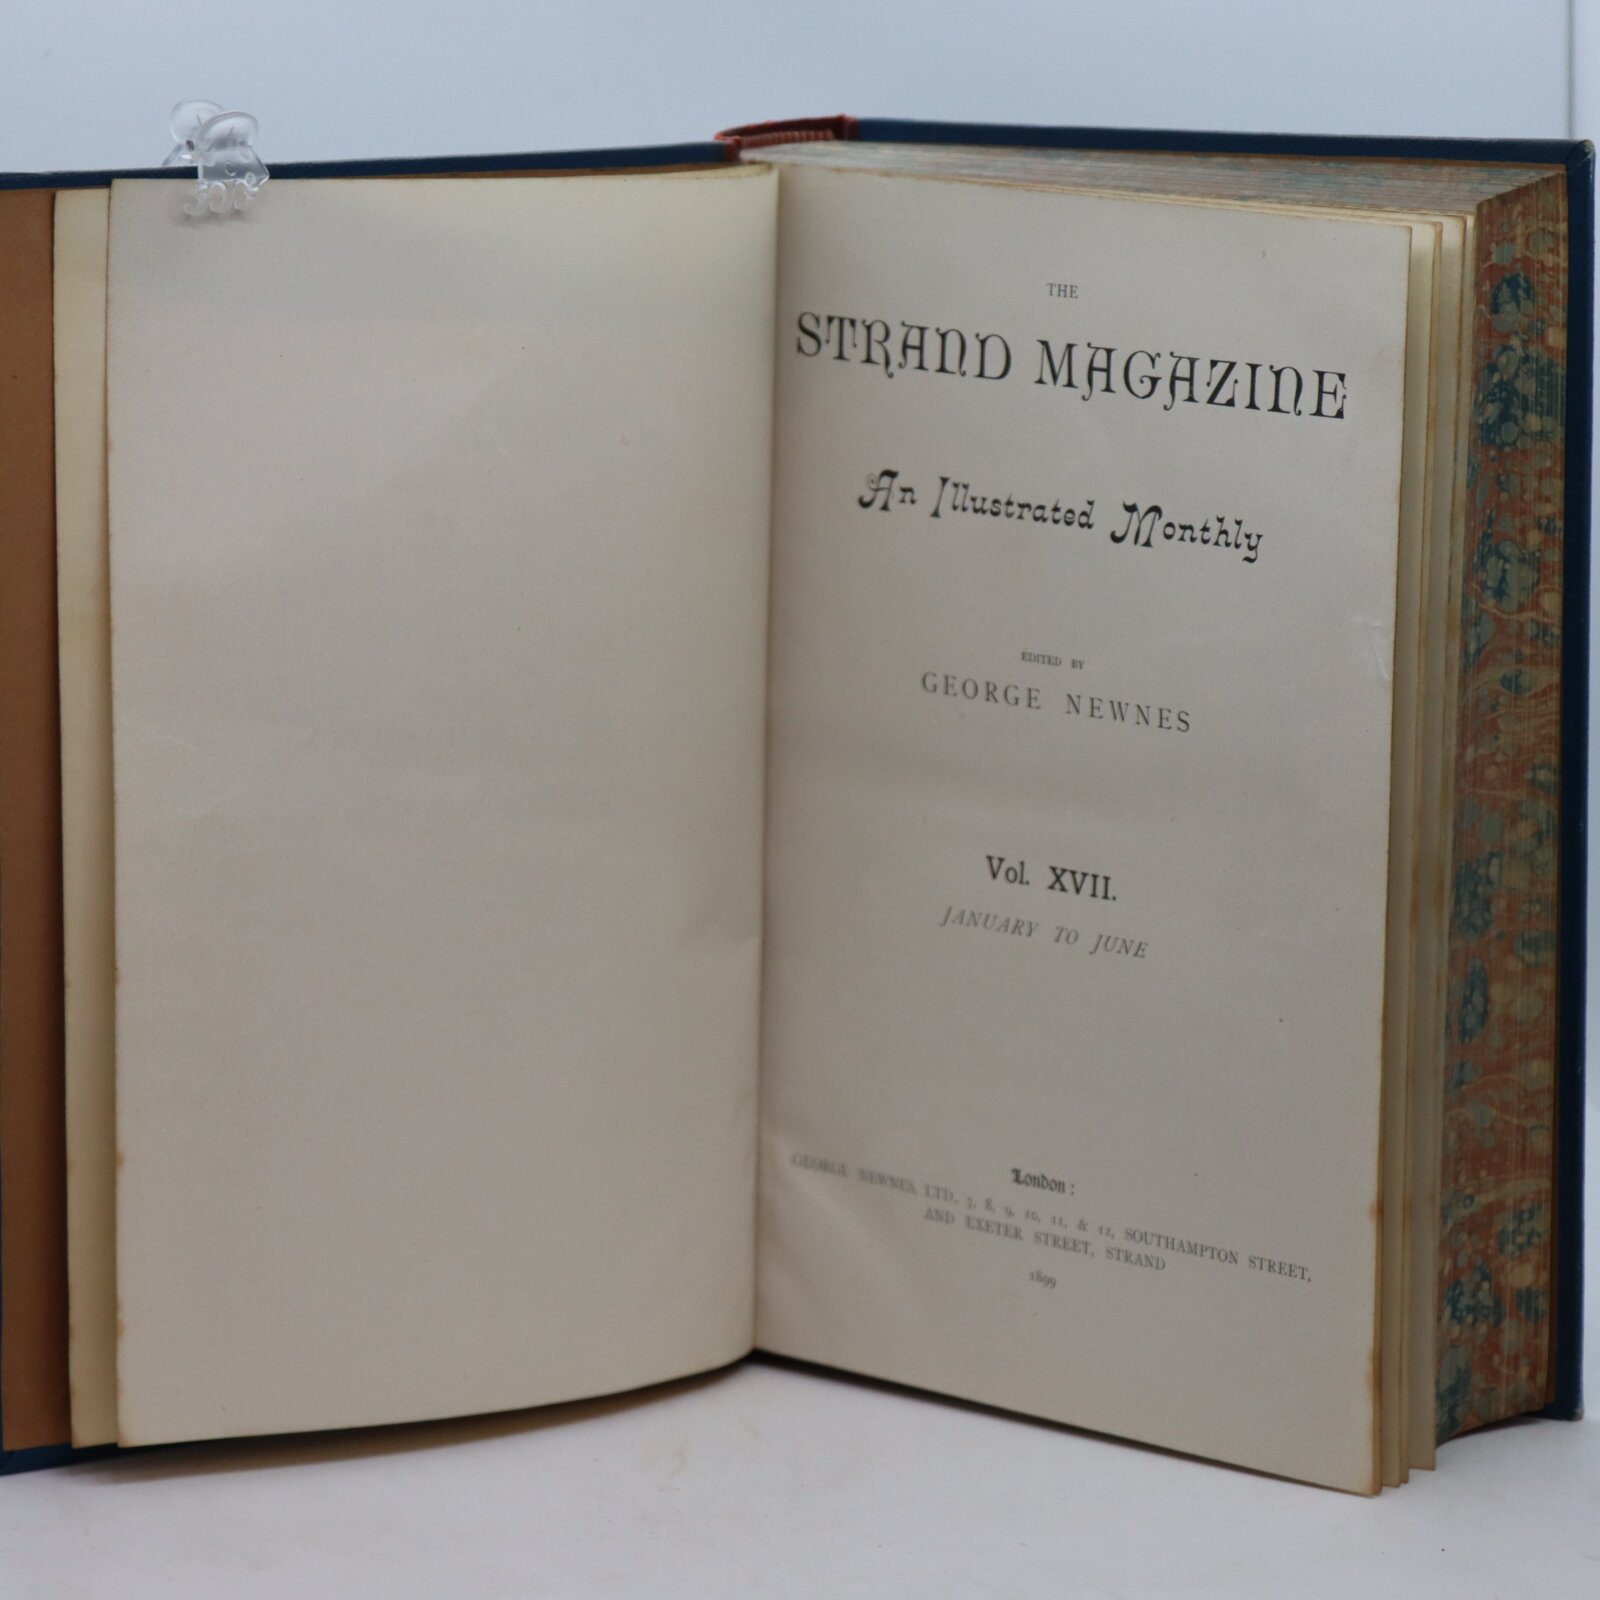 THE
STRAND MAGAZINE
An Illustrated Monthly
EDITED BY
GEORGE NEWNES
Vol. XVII.
JANUARY TO JUNE
London:
GEORGE NEWNES, LTD., 7, 8, 9, 10, 11, & 12, SOUTHAMPTON STREET,
AND EXETER STREET, STRAND
1899